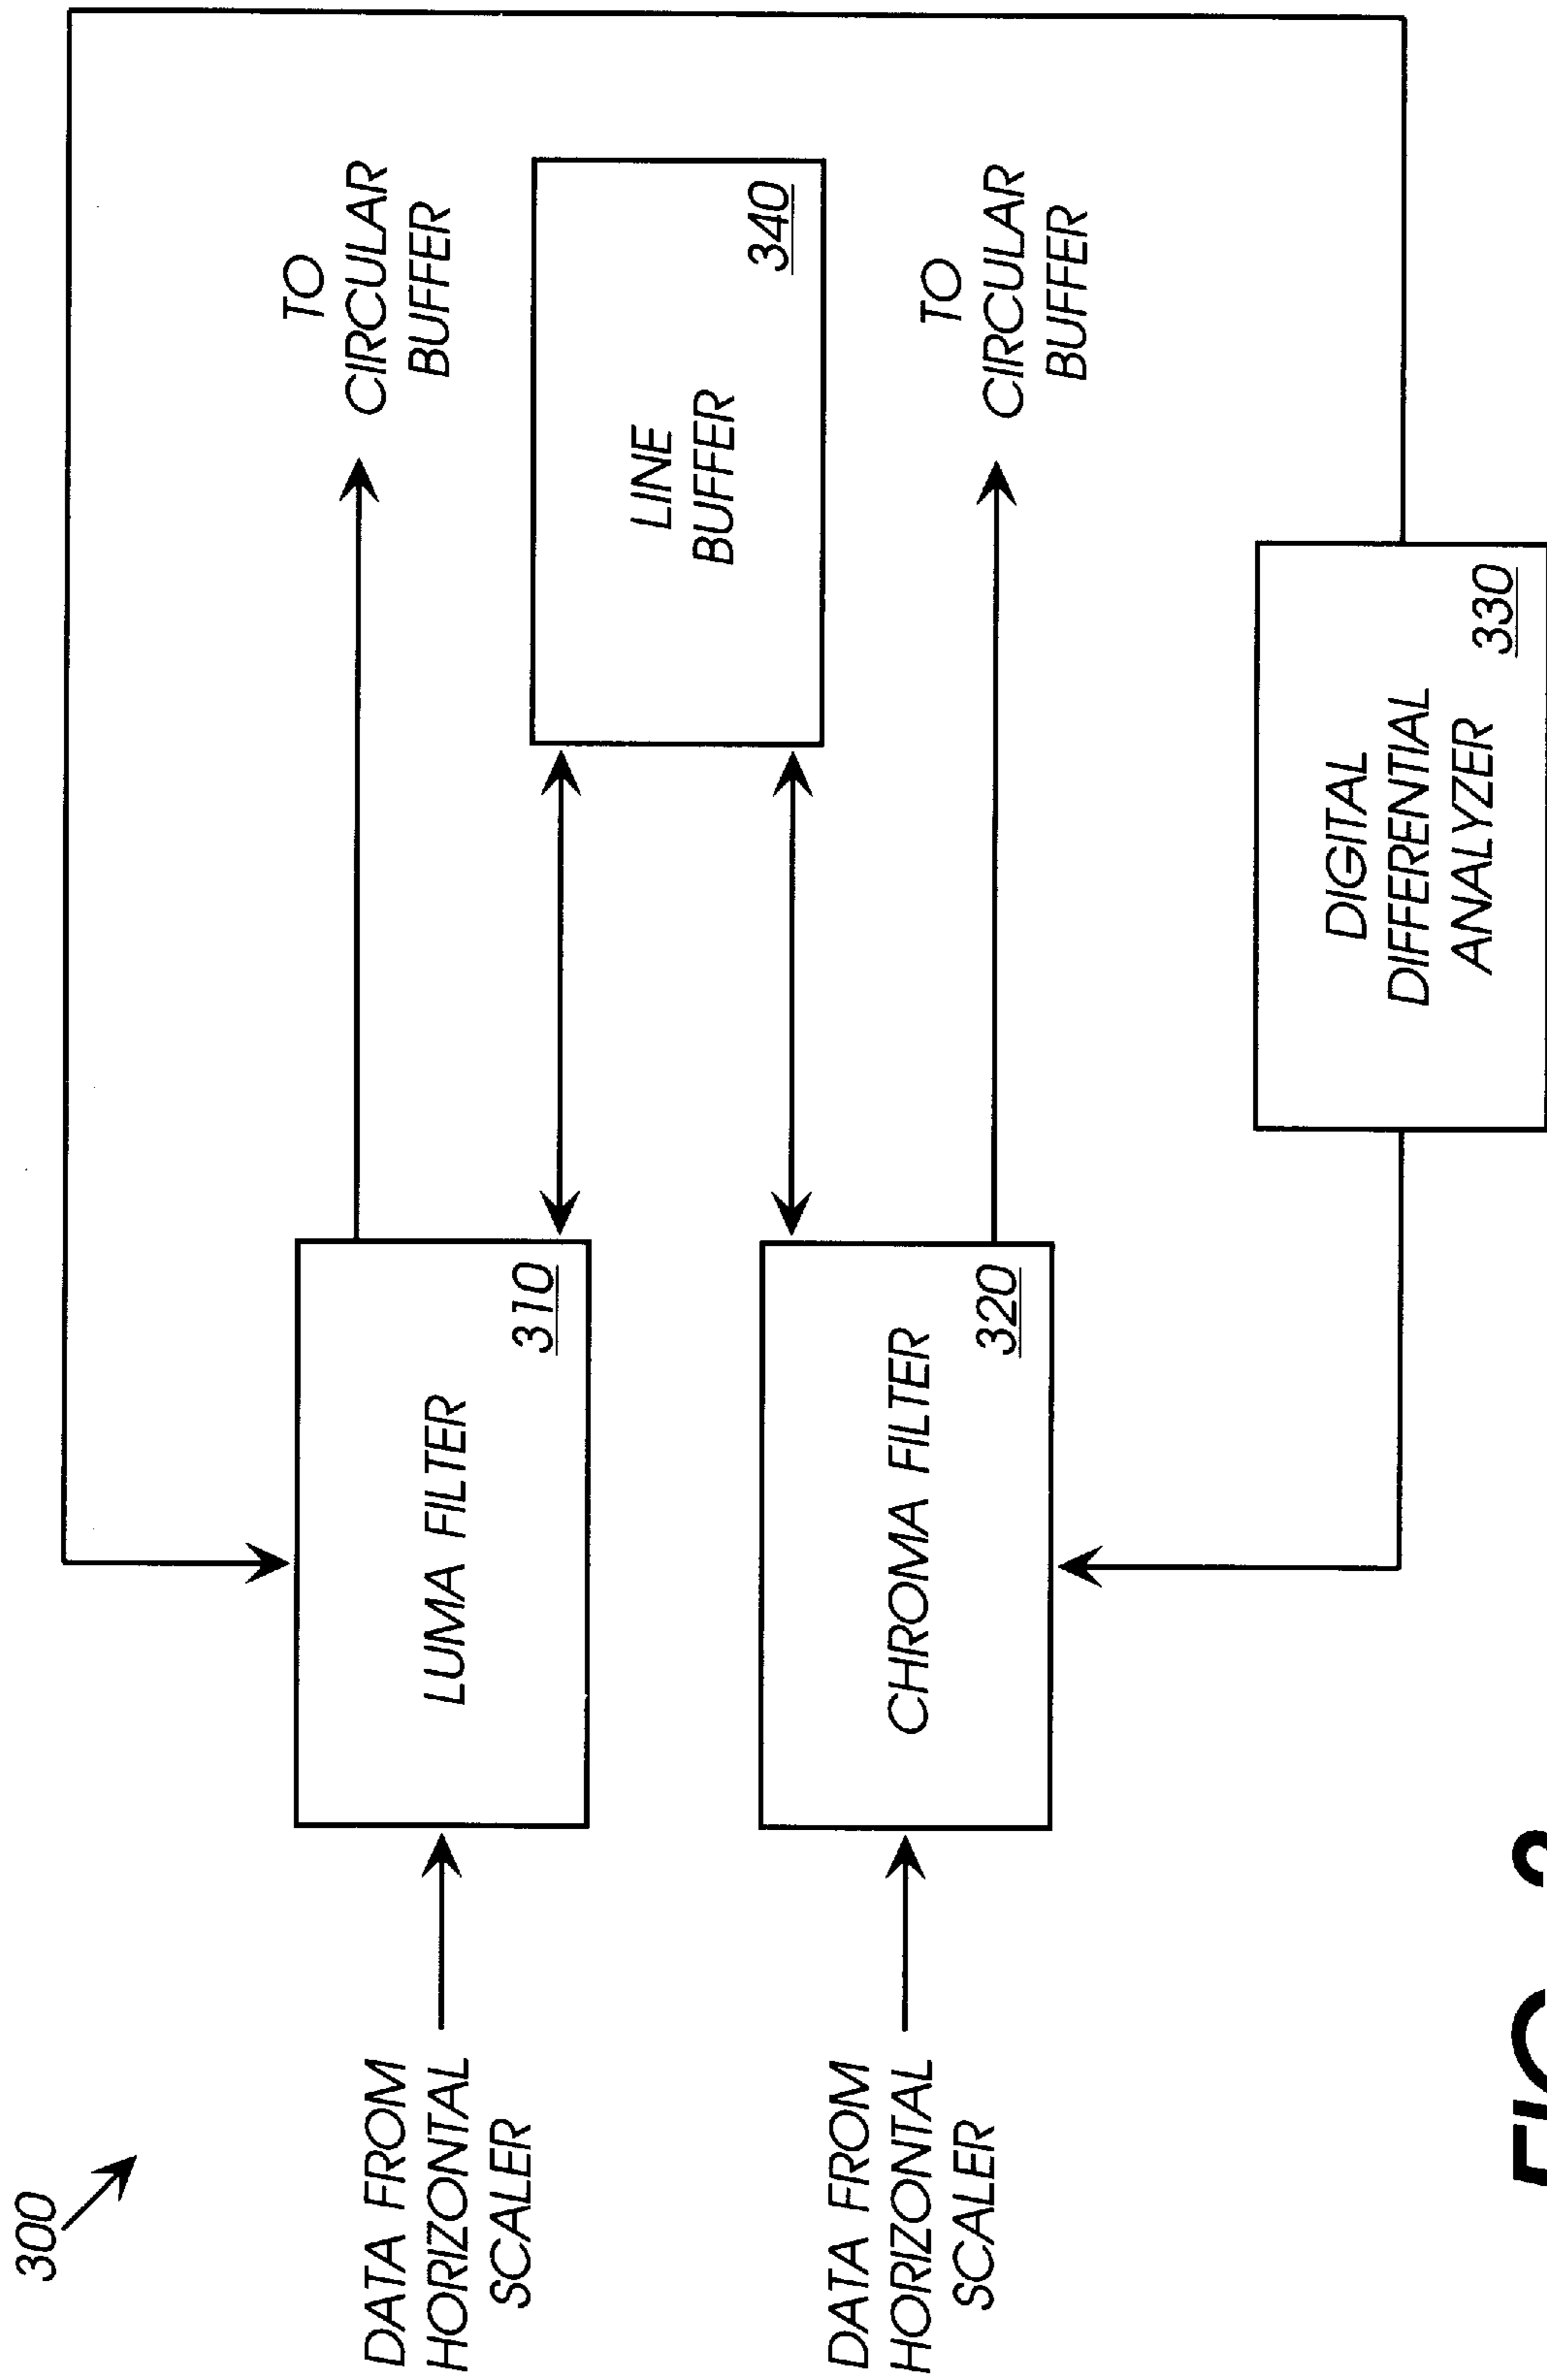 300
DATA FROM
HORIZONTAL
SCALER
LUMA FILTER
310
TO
CIRCULAR
BUFFER
LINE
BUFFER
340
DATA FROM
HORIZONTAL
SCALER
CHROMA FILTER
320
TO
CIRCULAR
BUFFER
DIGITAL
DIFFERENTIAL
ANALYZER
330